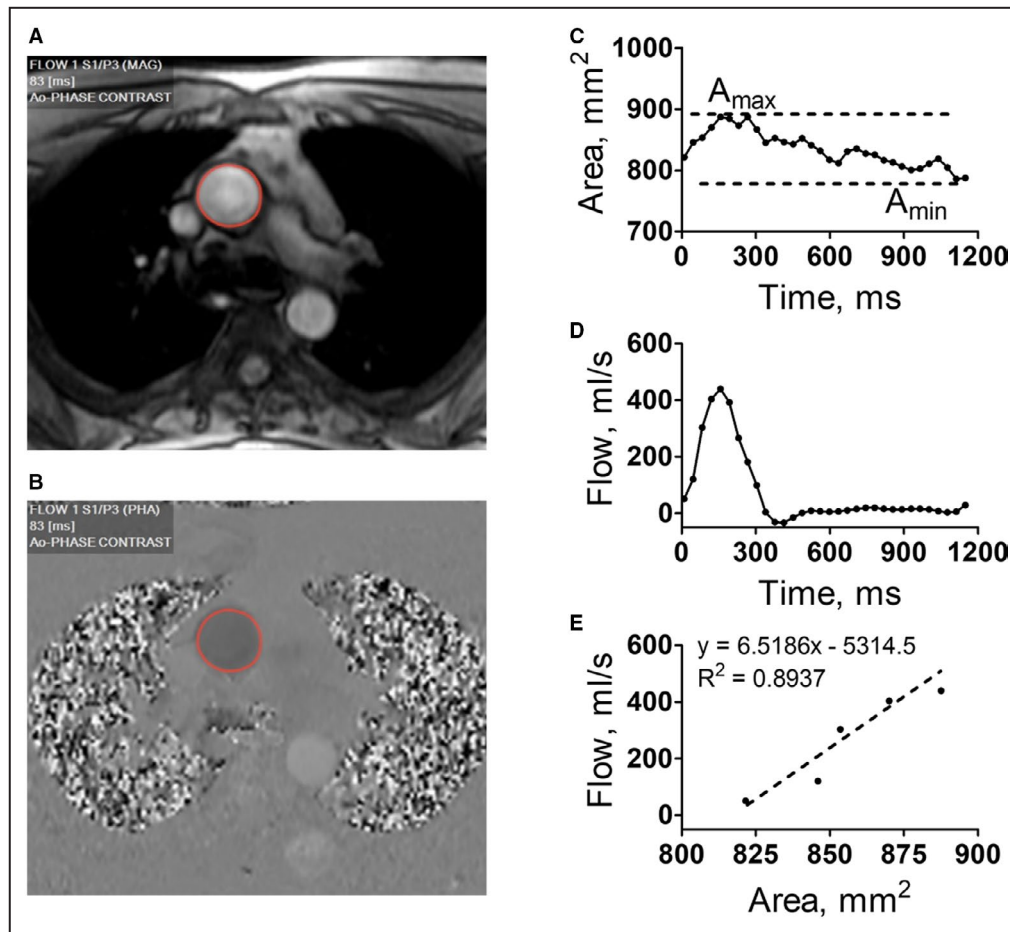 A
FLOW 1 S1/P3 (MAG)
83 [ms]
Ao-PHASE CONTRAST
B
FLOW 1 S1/P3 (PHA)
83 [ms]
Ao-PHASE CONTRAST
C
Area, mm²
1000
900
800
700
Amax
Amin
0 300 600 900 1200
Time, ms
D
Flow, ml/s
600
400
200
0
0 300 600 900 1200
Time, ms
E
Flow, ml/s
600
400
200
0
y = 6.5186x - 5314.5
R² = 0.8937
800 825 850 875 900
Area, mm²